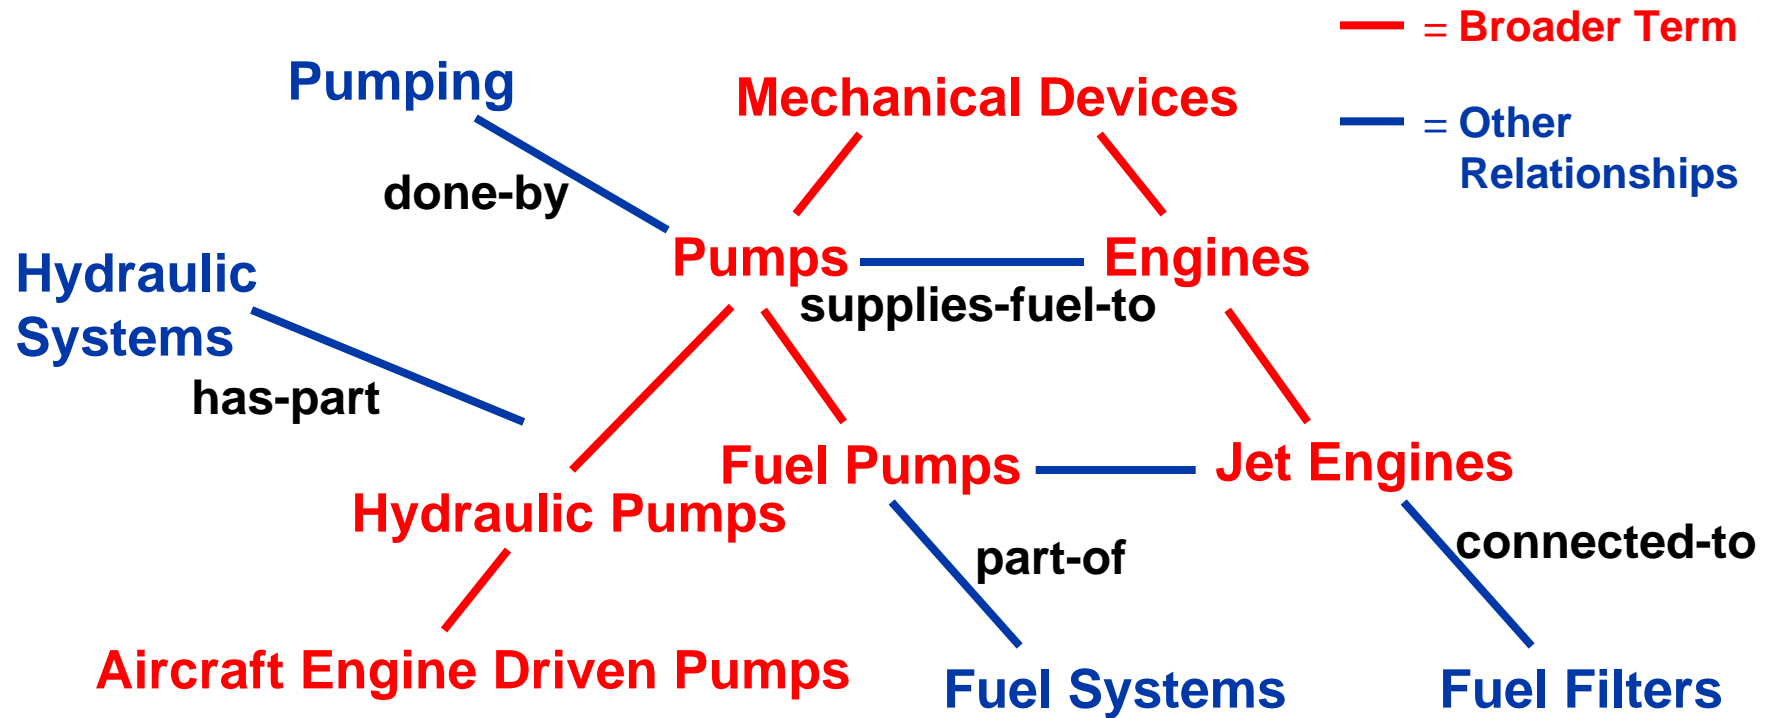 = Broader Term
Pumping
Mechanical Devices
= Other
Relationships
done-by
Pumps
Engines
Hydraulic
Systems
supplies-fuel-to
has-part
Fuel Pumps
Jet Engines
Hydraulic Pumps
part-of
connected-to
Aircraft Engine Driven Pumps
Fuel Systems
Fuel Filters